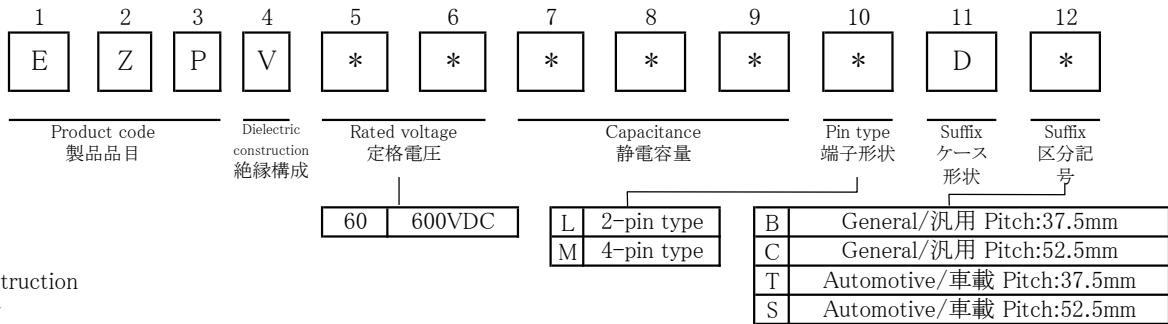 1 2 3 4 5 6 7 8 9 10 11 12
E Z P V * * * * * * D *
Product code Dielectric construction Rated voltage Capacitance Pin type Suffix Suffix
製品品目 絶縁構成 定格電圧 静電容量 端子形状 ケース形状 区分記号
60 600VDC L 2-pin type B General/汎用 Pitch:37.5mm
M 4-pin type C General/汎用 Pitch:52.5mm
truction T Automotive/車載 Pitch:37.5mm
S Automotive/車載 Pitch:52.5mm